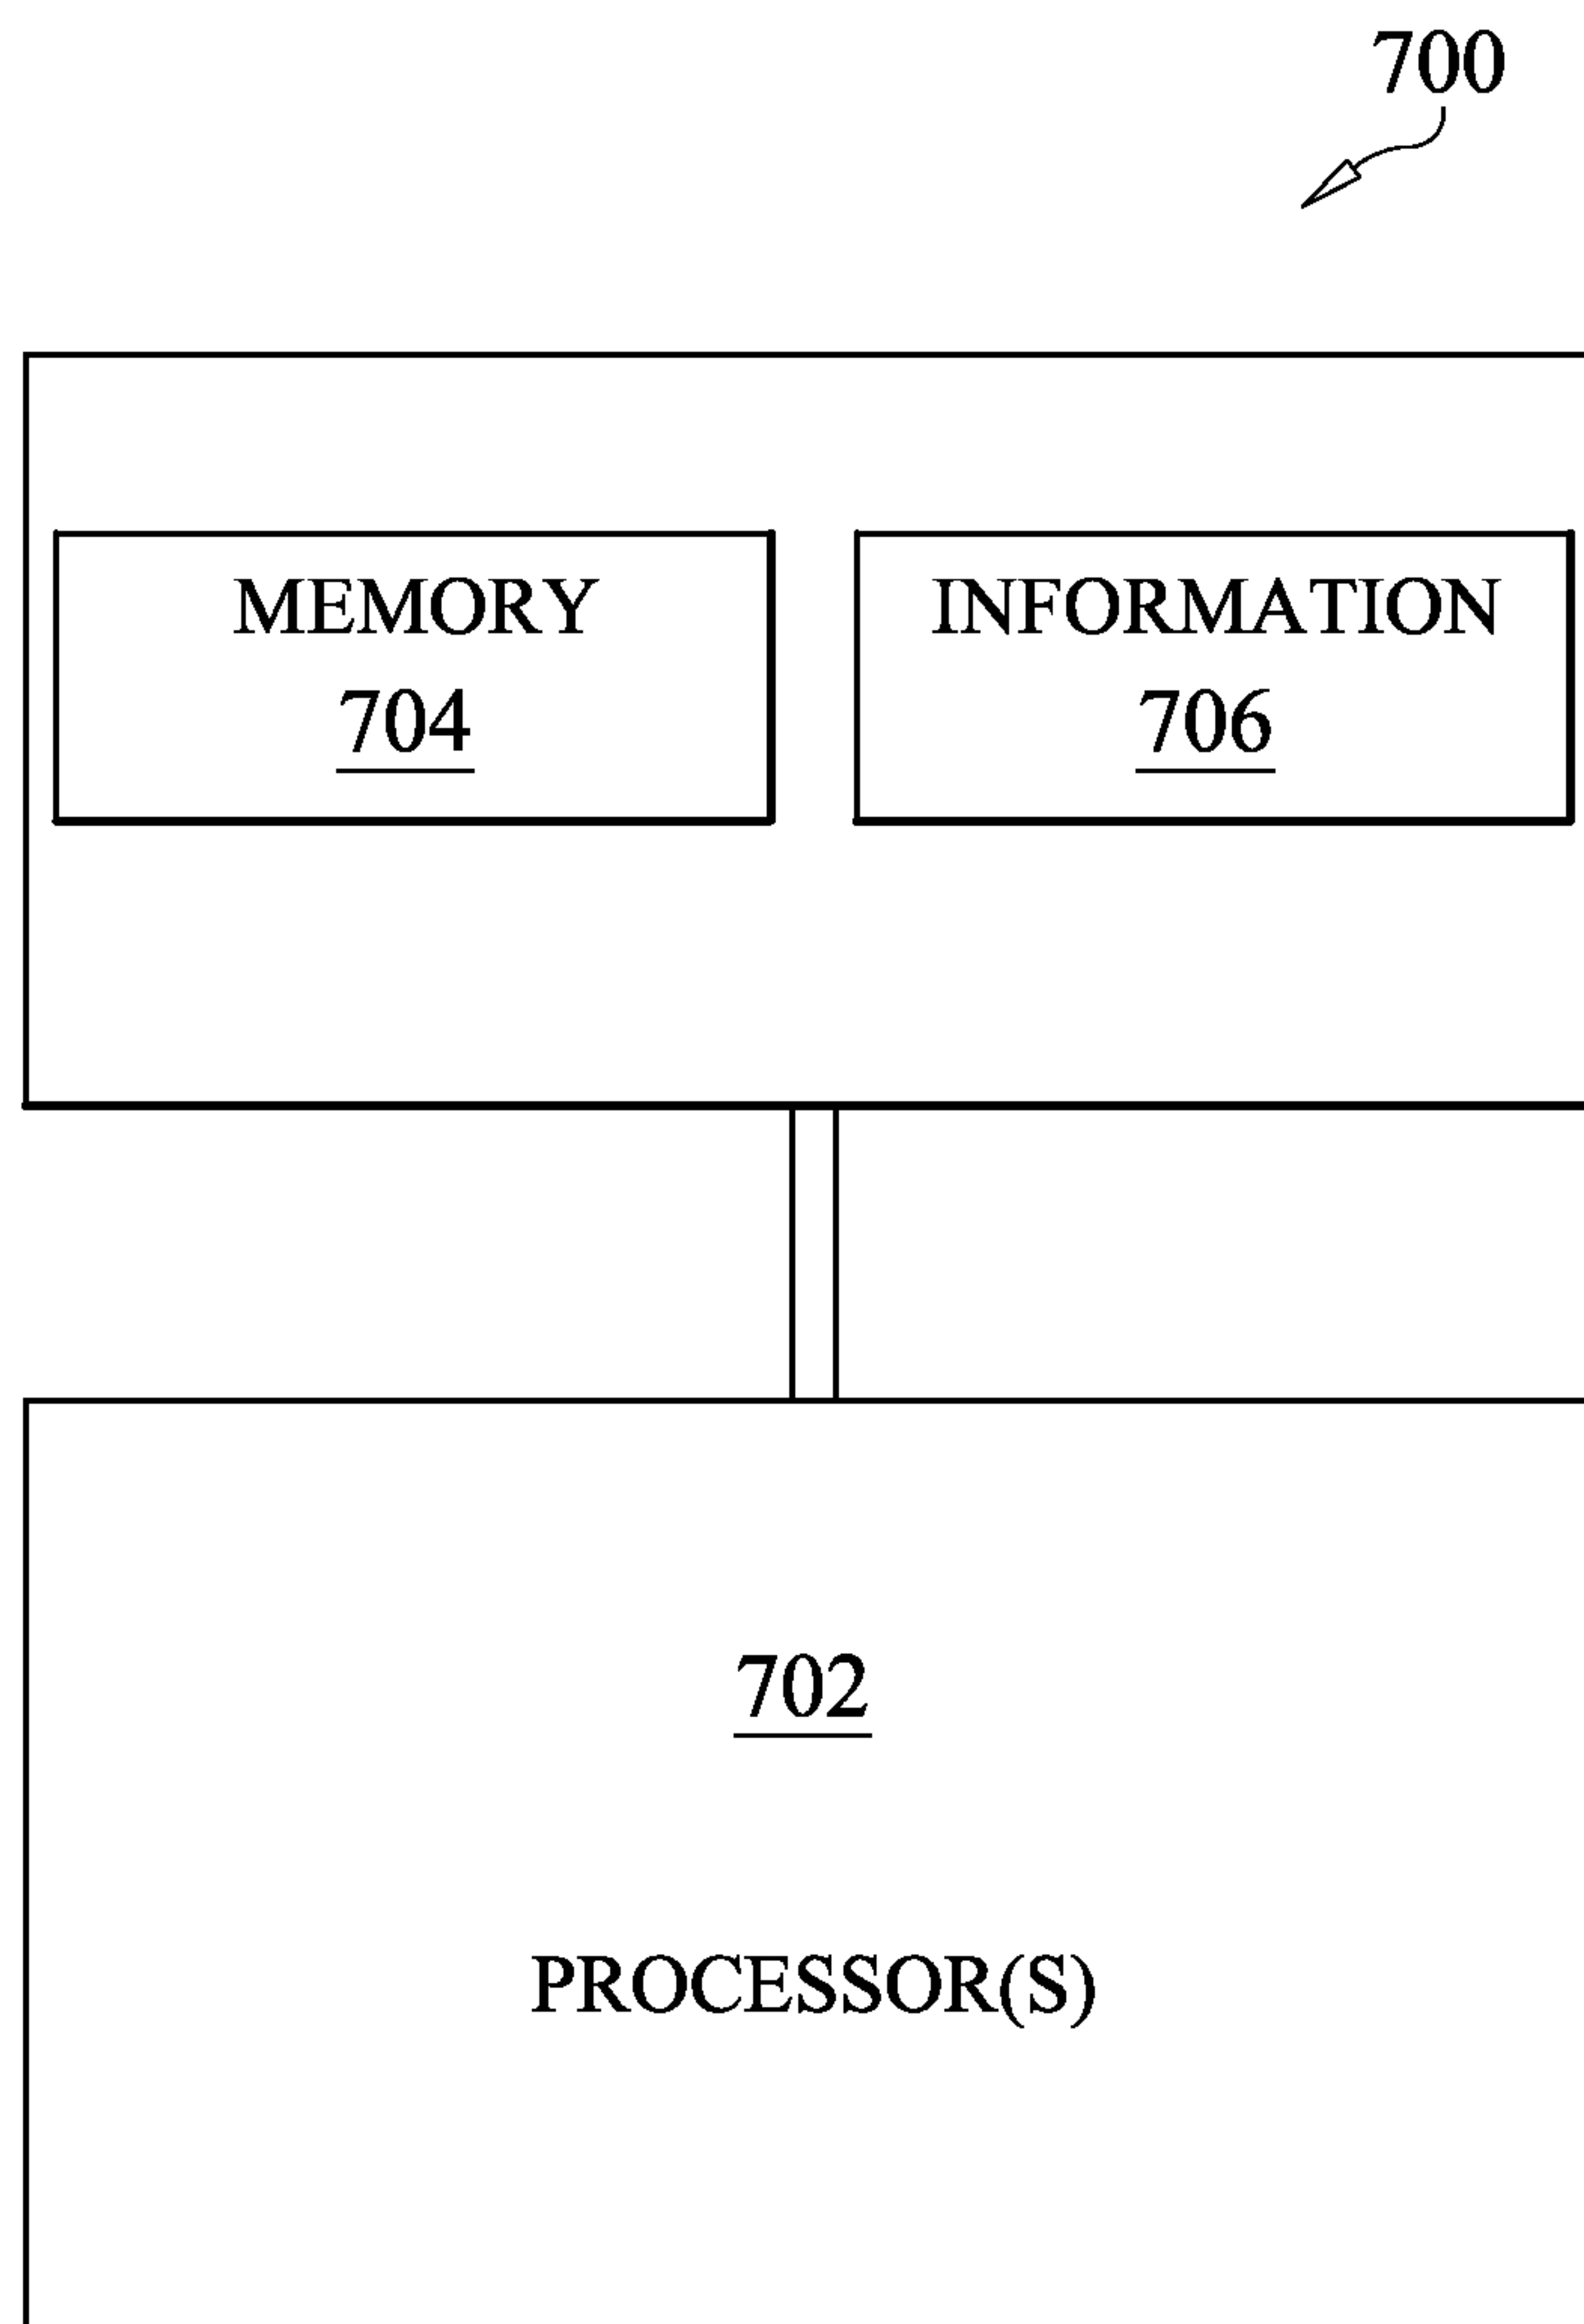 700
MEMORY
704
INFORMATION
706
702
PROCESSOR(S)